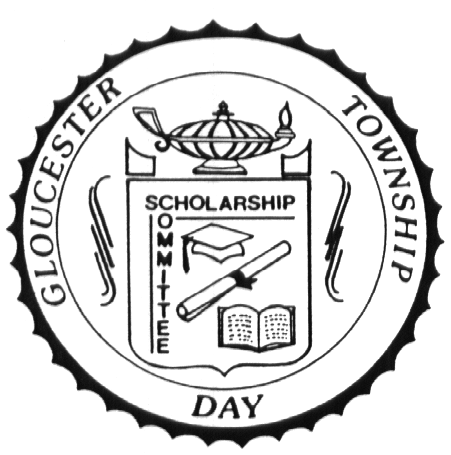 GLOUCESTER TOWNSHIP
DAY
SCHOLARSHIP
COMMITTEE